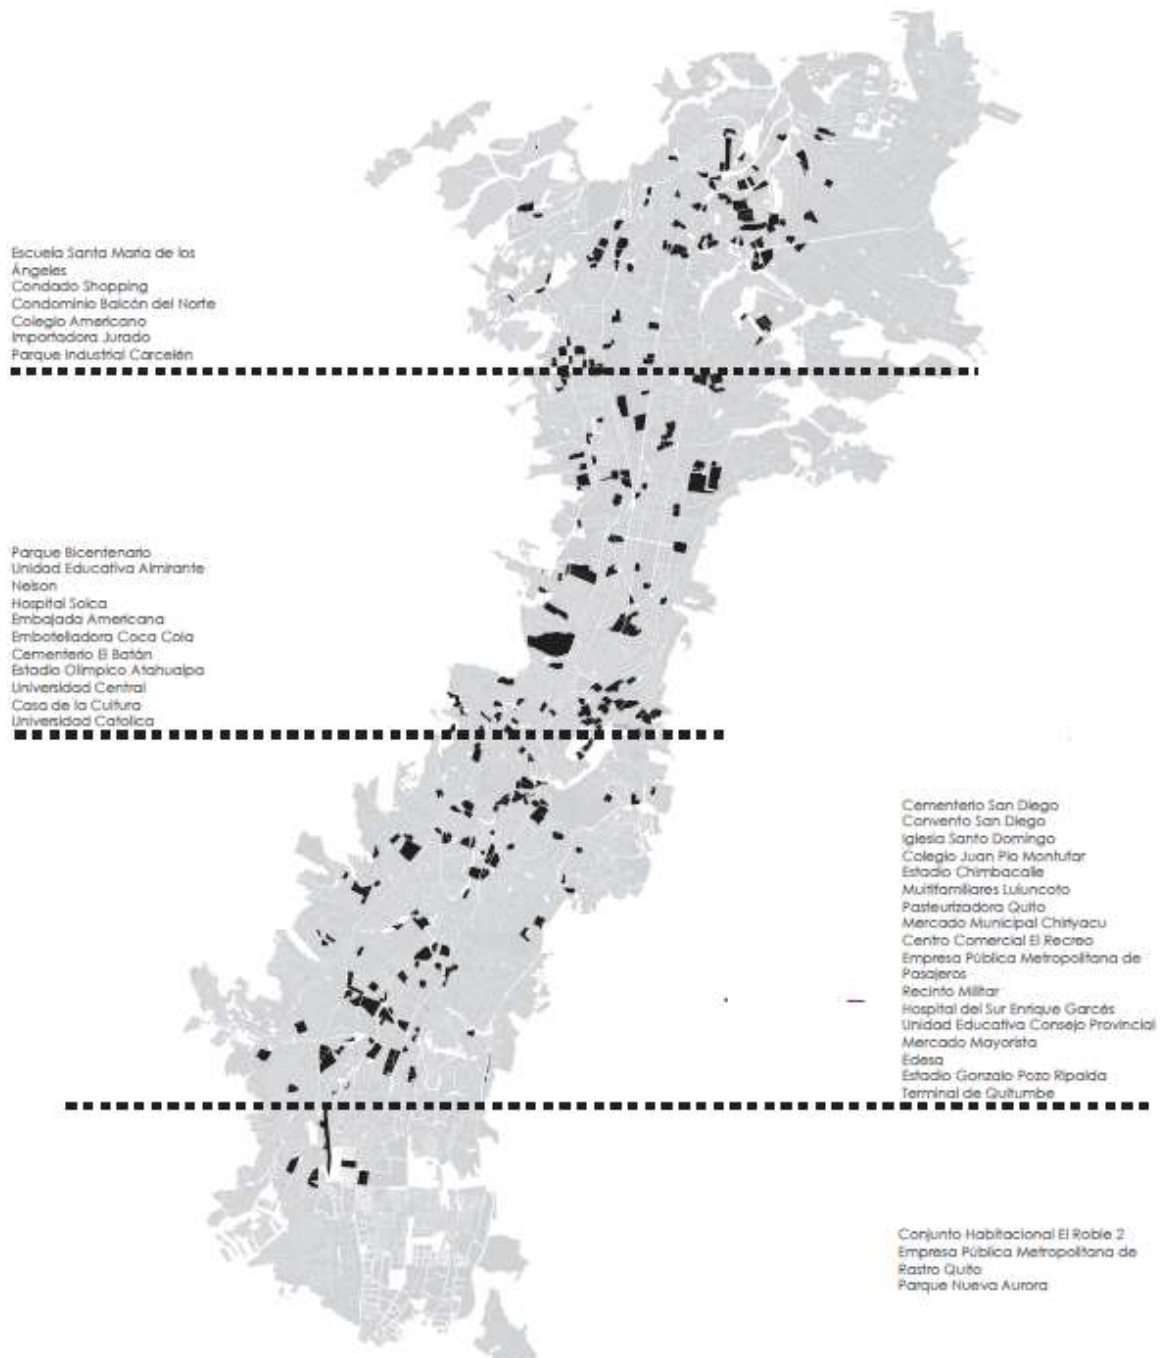 Escuela Santa María de los
Ángeles
Condado Shopping
Condominio Balcón del Norte
Colegio Americano
Importadora Jurado
Parque Industrial Carcelén
Parque Bicentenario
Unidad Educativa Almirante
Nelson
Hospital Solca
Embajada Americana
Embotelladora Coca Cola
Cementerio El Batán
Estadio Olímpico Atahualpa
Universidad Central
Casa de la Cultura
Universidad Catolica
Cementerio San Diego
Convento San Diego
Iglesia Santo Domingo
Colegio Juan Pio Montufar
Estadio Chimbacalle
Multifamiliares Luluncoto
Pasteurizadora Quito
Mercado Municipal Chiriyacu
Centro Comercial El Recreo
Empresa Pública Metropolitana de
Pasajeros
Recinto Militar
Hospital del Sur Enrique Garcés
Unidad Educativa Consejo Provincial
Mercado Mayorista
Edesa
Estadio Gonzalo Pozo Ripalda
Terminal de Quitumbe
Conjunto Habitacional El Roble 2
Empresa Pública Metropolitana de
Rastro Quito
Parque Nueva Aurora